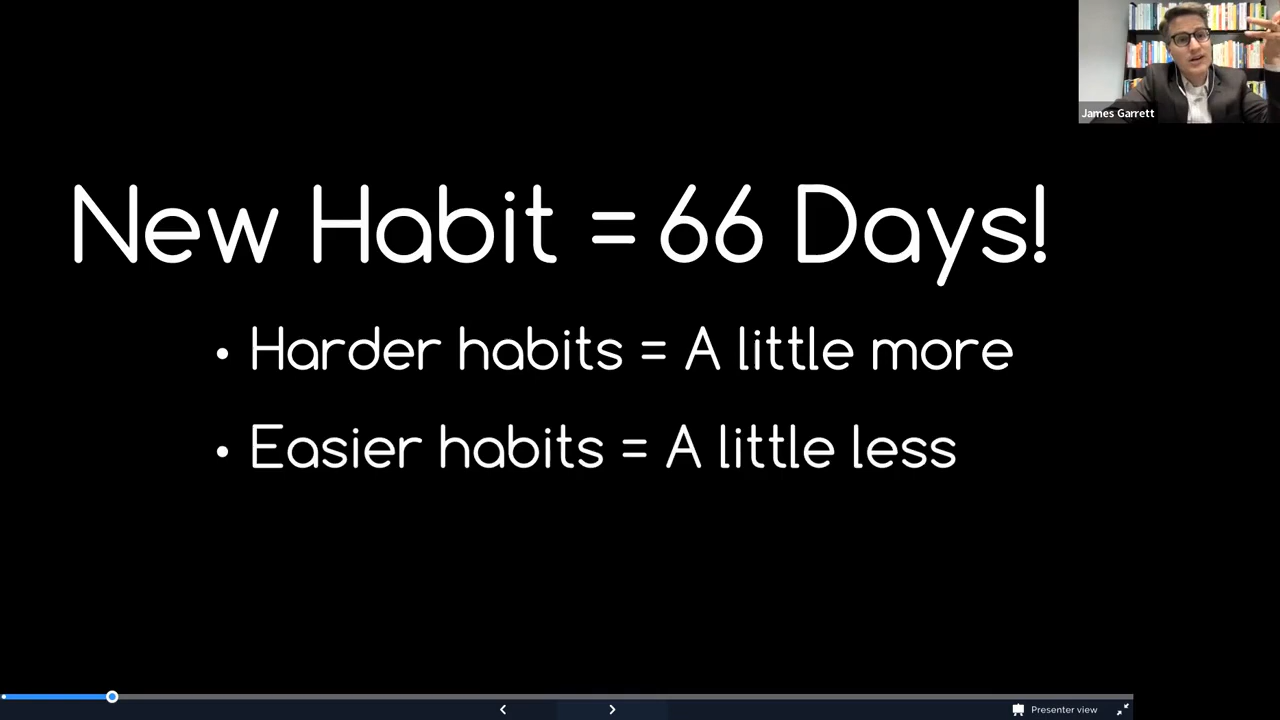 James Garrett
New Habit = 66 Days!
• Harder habits = A little more
• Easier habits = A little less
Presenter view